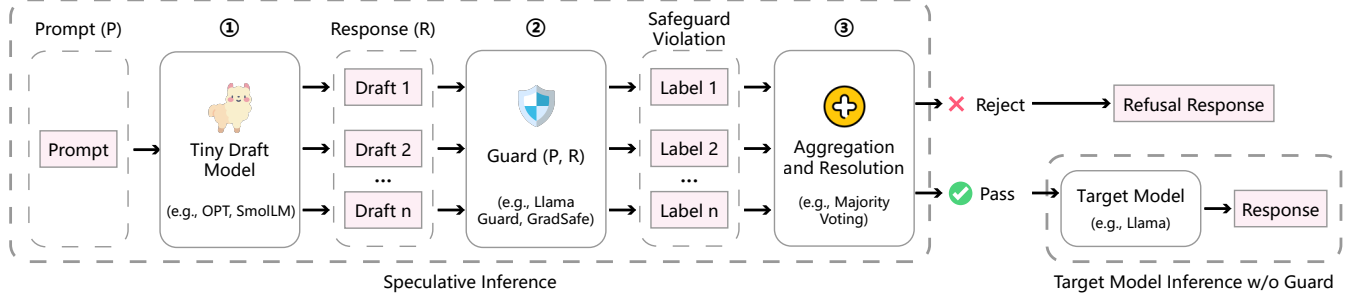 Prompt (P)
①
Response (R)
②
Safeguard
Violation
③
Prompt
Tiny Draft
Model
(e.g., OPT, SmolLM)
Draft 1
Draft 2
...
Draft n
Guard (P, R)
(e.g., Llama
Guard, GradSafe)
Label 1
Label 2
...
Label n
Aggregation
and Resolution
(e.g., Majority
Voting)
Reject
Refusal Response
Pass
Target Model
(e.g., Llama)
Response
Speculative Inference
Target Model Inference w/o Guard